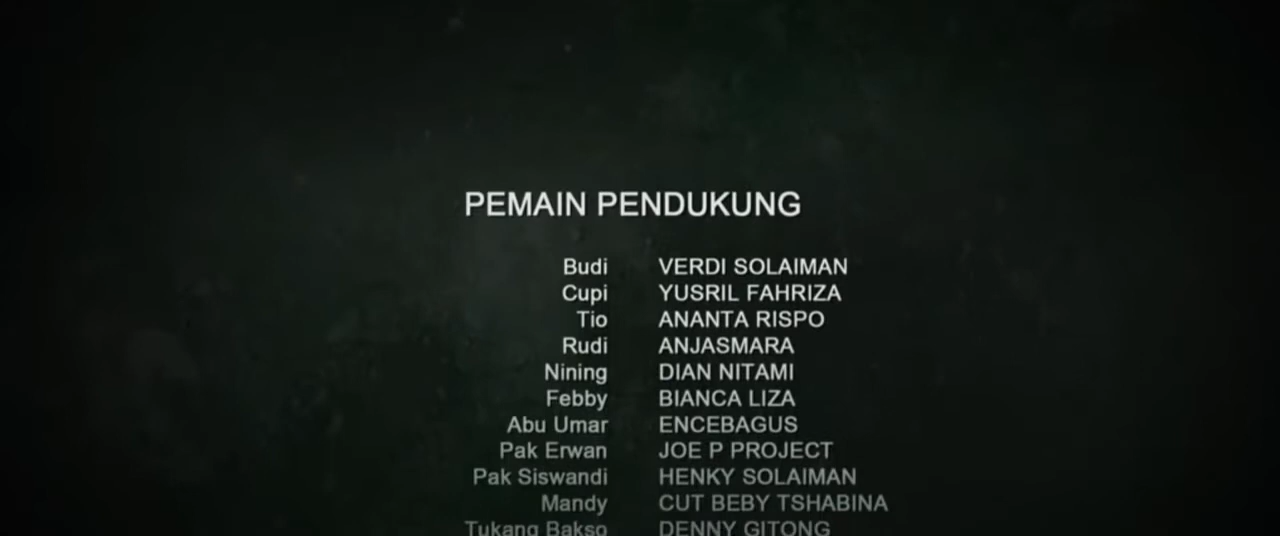 PEMAIN PENDUKUNG
Budi VERDI SOLAIMAN
Cupi YUSRIL FAHRIZA
Tio ANANTA RISPO
Rudi ANJASMARA
Nining DIAN NITAMI
Febby BIANCA LIZA
Abu Umar ENCEBAGUS
Pak Erwan JOE P PROJECT
Pak Siswandi HENKY SOLAIMAN
Mandy CUT BEBY TSHABINA
Tukang Bakso DENNY GITONG